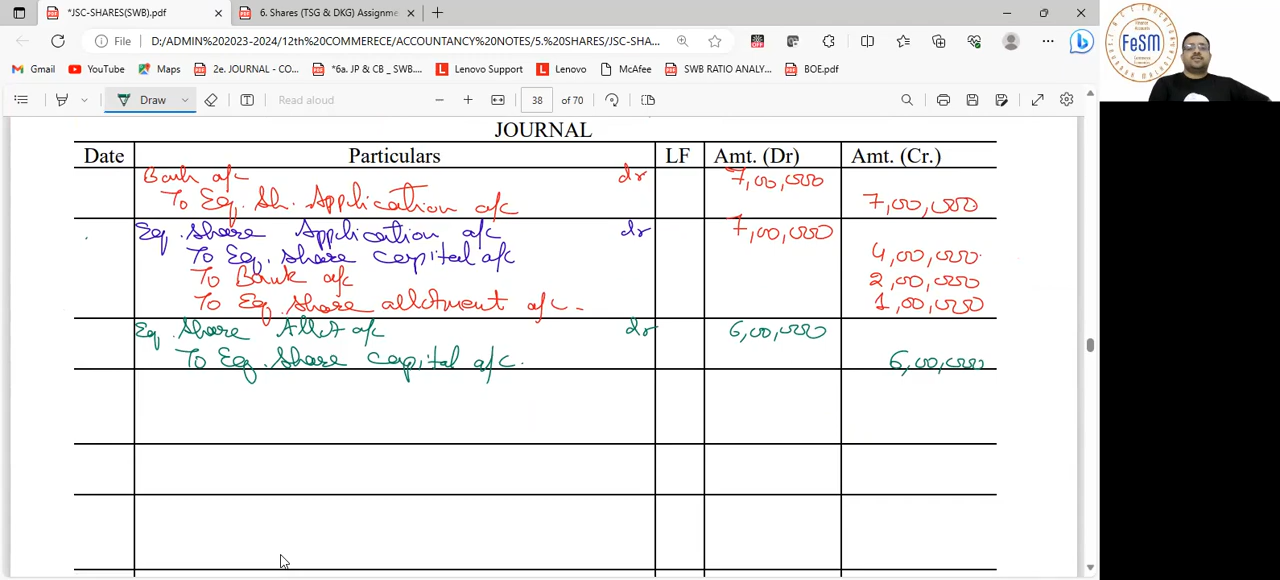 *JSC-SHARES(SWB).pdf
6. Shares (TSG & DKG) Assignme
File D:/ADMIN%202023-2024/12th%20COMMERECE/ACCOUNTANCE%20NOTES/5.%20SHARES/JSC-SHA...
Gmail YouTube Maps 2e. JOURNAL - CO... *6a. JP & CB _ SWB... Lenovo Support Lenovo McAfee SWB RATIO ANALY... BOE.pdf
Draw Read aloud 38 of 70
FeSM
JOURNAL
Date Particulars LF Amt. (Dr) Amt. (Cr.)
Bank a/c dr 7,00,000
To Eq. Sh. Application a/c 7,00,000
Eq. Share Application a/c dr 7,00,000
To Eq. Share capital a/c 4,00,000
To Bank a/c 2,00,000
To Eq. Share allotment a/c 1,00,000
Eq. Share Allot a/c dr 6,00,000
To Eq. Share capital a/c. 6,00,000